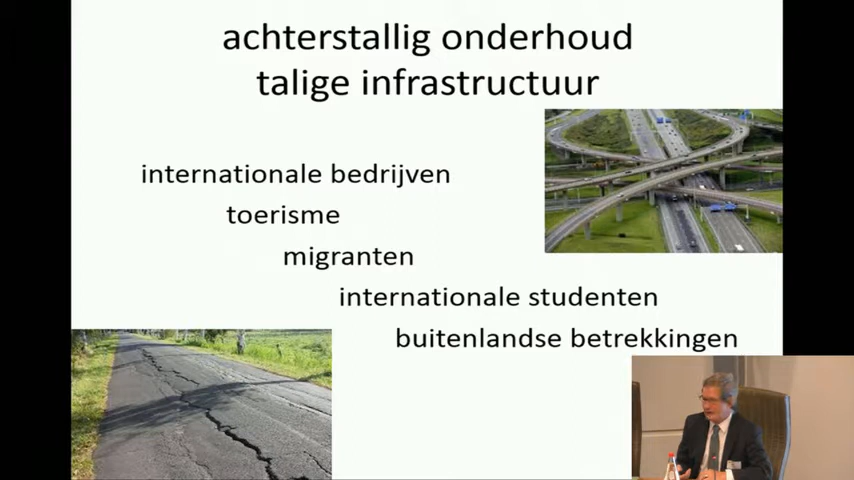 achterstallig onderhoud
talige infrastructuur
internationale bedrijven
toerisme
migranten
internationale studenten
buitenlandse betrekkingen